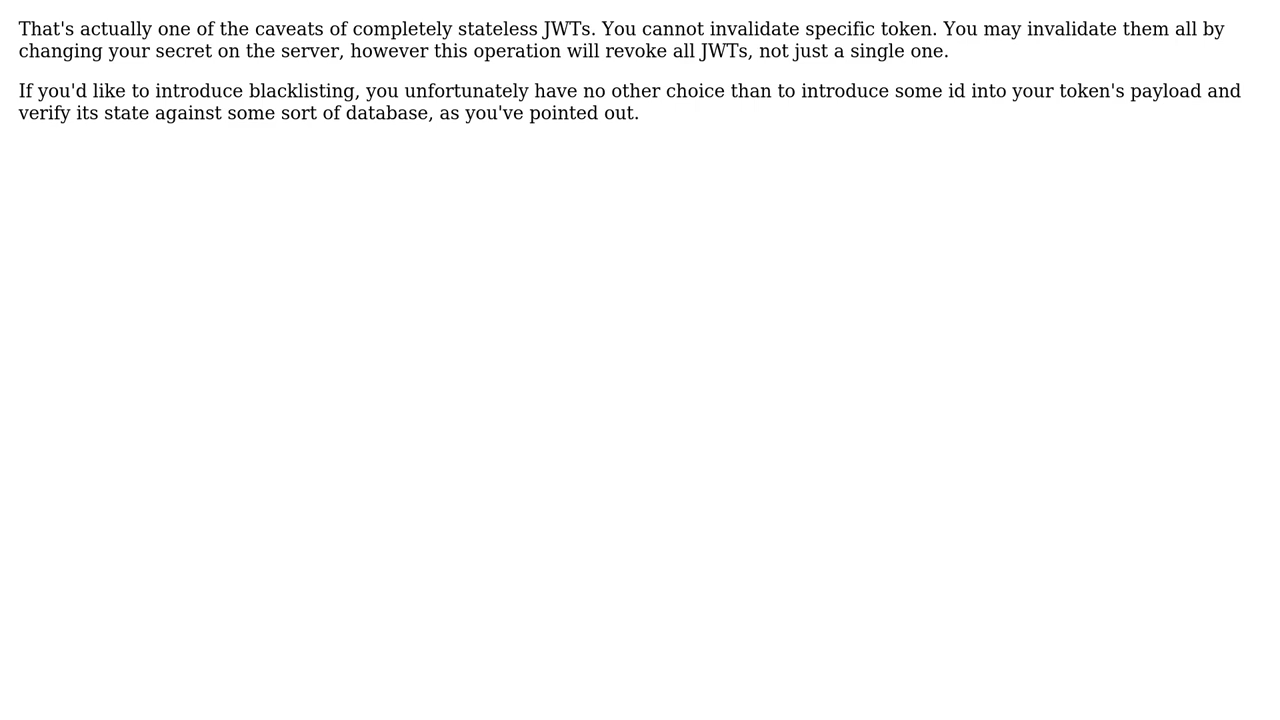 That's actually one of the caveats of completely stateless JWTs. You cannot invalidate specific token. You may invalidate them all by
changing your secret on the server, however this operation will revoke all JWTs, not just a single one.
If you'd like to introduce blacklisting, you unfortunately have no other choice than to introduce some id into your token's payload and
verify its state against some sort of database, as you've pointed out.